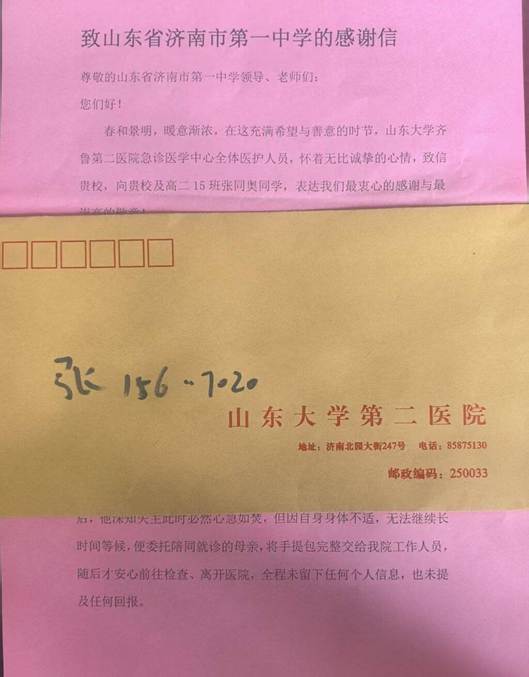 致山东省济南市第一中学的感谢信
尊敬的山东省济南市第一中学领导、老师们：
您们好！
春和景明，暖意渐浓，在这充满希望与善意的时节，山东大学齐
鲁第二医院急诊医学中心全体医护人员，怀着无比诚挚的心情，致信
贵校，向贵校及高二 15 班张同奥同学，表达我们最衷心的感谢与最
张 156..7020
山东大学第二医院
地址：济南北园大街247号 电话：85875130
邮政编码：250033
后，他深知失主此时必然心急如焚，但因自身身体不适，无法继续长
时间等候，便委托陪同就诊的母亲，将手提包完整交给我院工作人员，
随后才安心前往检查、离开医院，全程未留下任何个人信息，也未提
及任何回报。